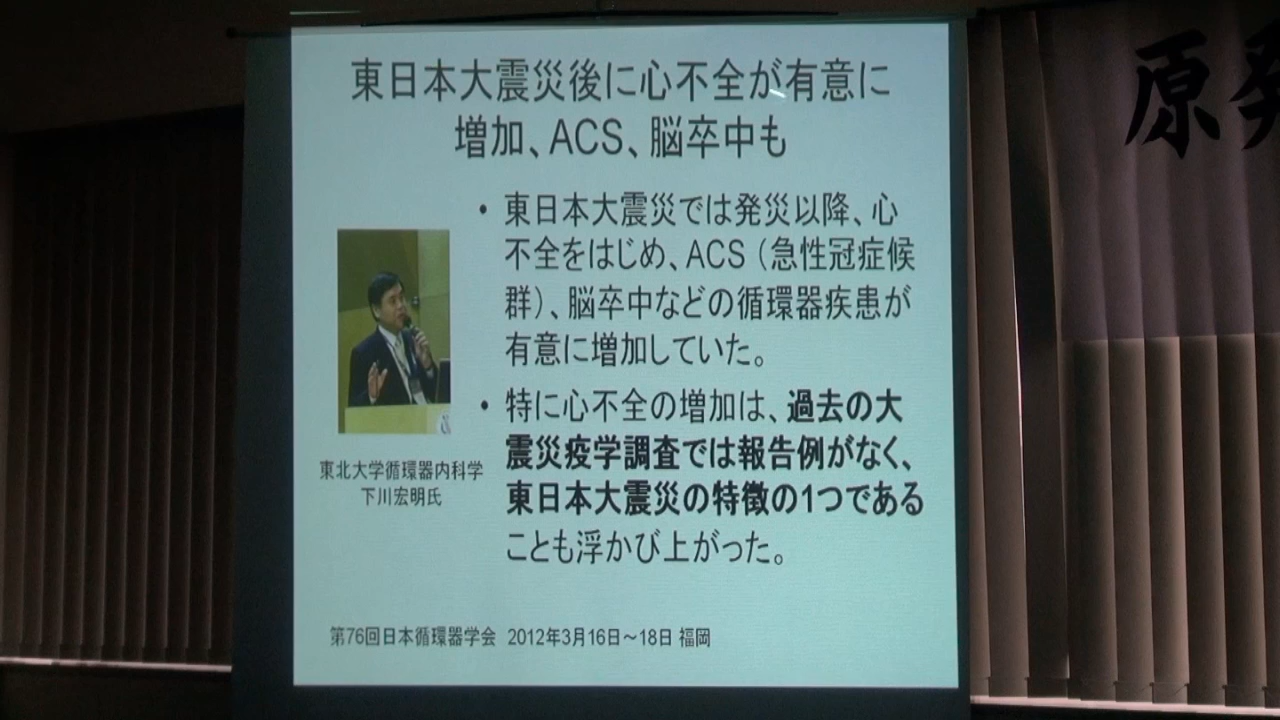 東日本大震災後に心不全が有意に
増加、ACS、脳卒中も
・東日本大震災では発災以降、心
不全をはじめ、ACS（急性冠症候
群）、脳卒中などの循環器疾患が
有意に増加していた。
・特に心不全の増加は、過去の大
震災疫学調査では報告例がなく、
東日本大震災の特徴の1つである
ことも浮かび上がった。
東北大学循環器内科学
下川宏明氏
第76回日本循環器学会 2012年3月16日～18日 福岡
原発